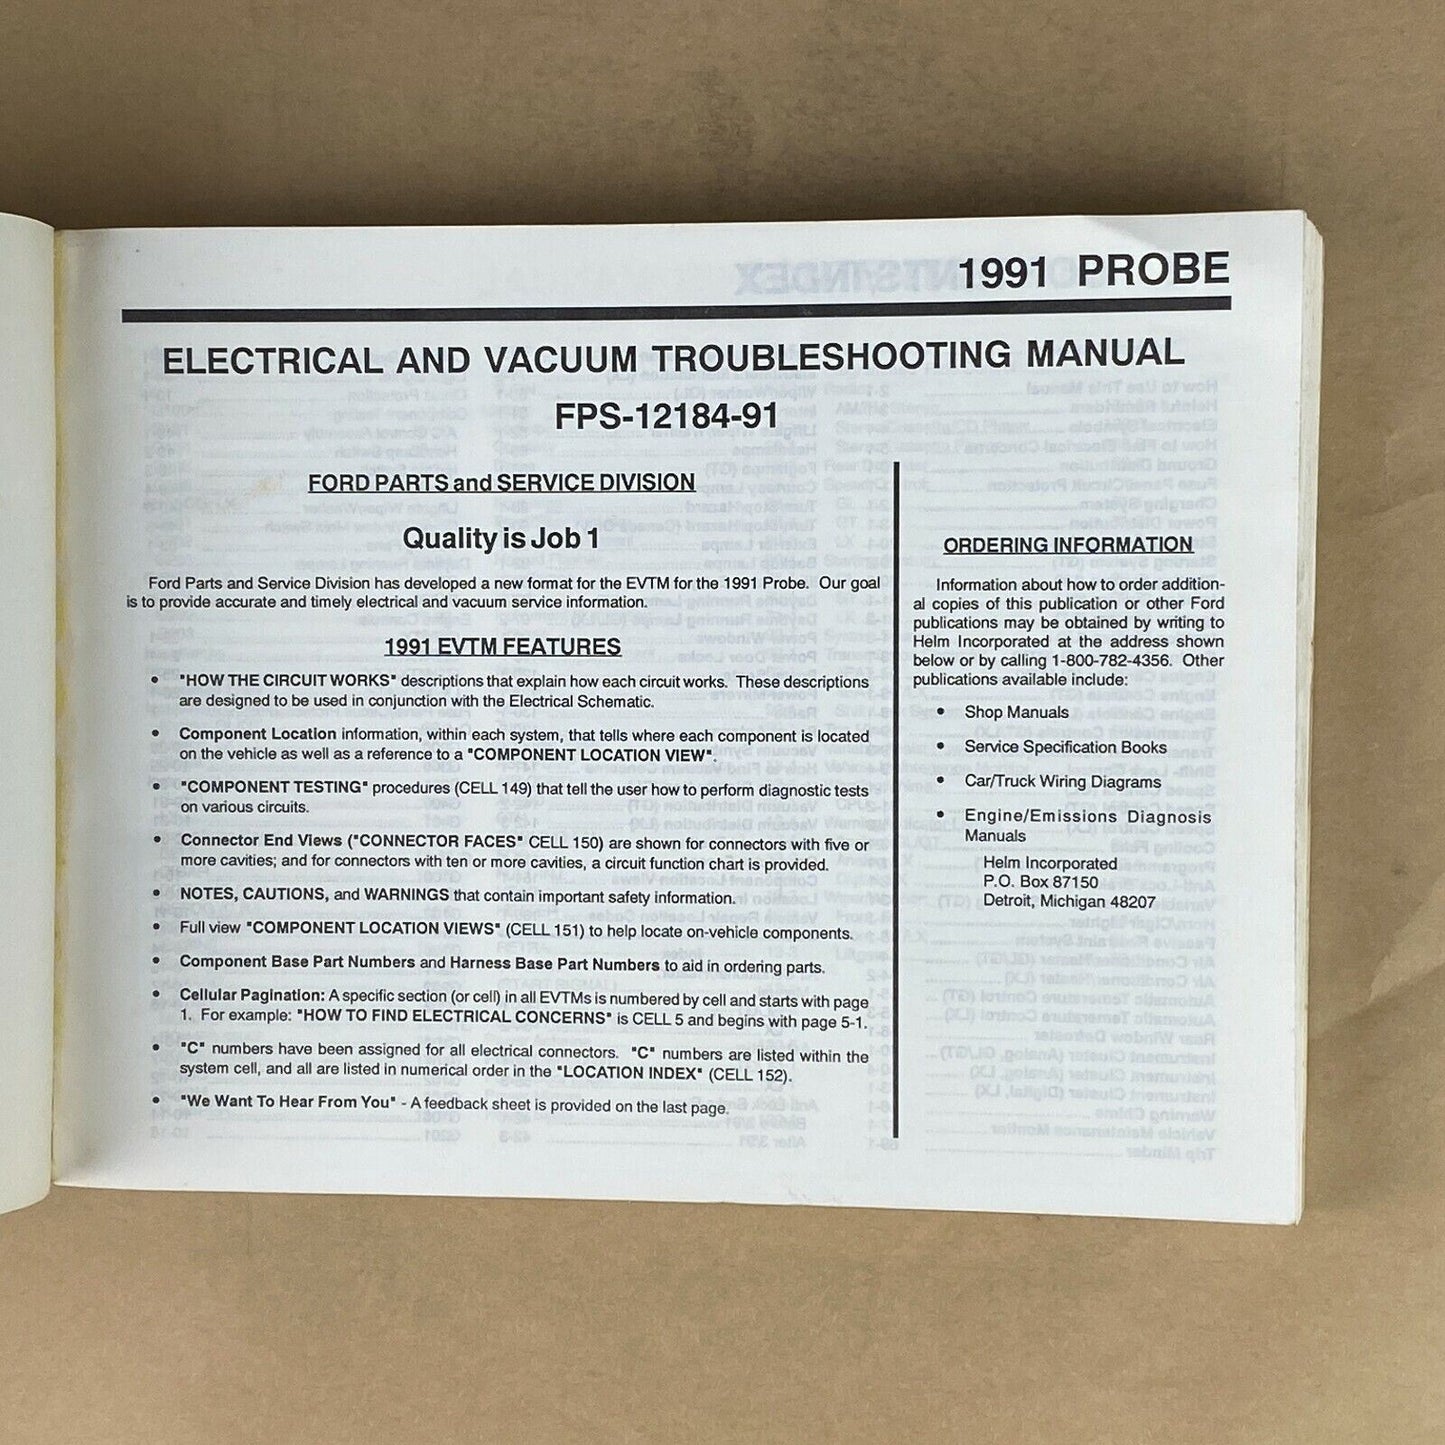 1991 PROBE
ELECTRICAL AND VACUUM TROUBLESHOOTING MANUAL
FPS-12184-91
FORD PARTS and SERVICE DIVISION
Quality is Job 1
Ford Parts and Service Division has developed a new format for the EVTM for the 1991 Probe. Our goal
is to provide accurate and timely electrical and vacuum service information.
1991 EVTM FEATURES
• "HOW THE CIRCUIT WORKS" descriptions that explain how each circuit works. These descriptions
are designed to be used in conjunction with the Electrical Schematic.
• Component Location information, within each system, that tells where each component is located
on the vehicle as well as a reference to a "COMPONENT LOCATION VIEW".
• "COMPONENT TESTING" procedures (CELL 149) that tell the user how to perform diagnostic tests
on various circuits.
• Connector End Views ("CONNECTOR FACES" CELL 150) are shown for connectors with five or
more cavities; and for connectors with ten or more cavities, a circuit function chart is provided.
• NOTES, CAUTIONS, and WARNINGS that contain important safety information.
• Full view "COMPONENT LOCATION VIEWS" (CELL 151) to help locate on-vehicle components.
• Component Base Part Numbers and Harness Base Part Numbers to aid in ordering parts.
• Cellular Pagination: A specific section (or cell) in all EVTMs is numbered by cell and starts with page
1. For example: "HOW TO FIND ELECTRICAL CONCERNS" is CELL 5 and begins with page 5-1.
• "C" numbers have been assigned for all electrical connectors. "C" numbers are listed within the
system cell, and all are listed in numerical order in the "LOCATION INDEX" (CELL 152).
• "We Want To Hear From You" - A feedback sheet is provided on the last page.
ORDERING INFORMATION
Information about how to order addition-
al copies of this publication or other Ford
publications may be obtained by writing to
Helm Incorporated at the address shown
below or by calling 1-800-782-4356. Other
publications available include:
• Shop Manuals
• Service Specification Books
• Car/Truck Wiring Diagrams
• Engine/Emissions Diagnosis
Manuals
Helm Incorporated
P.O. Box 87150
Detroit, Michigan 48207